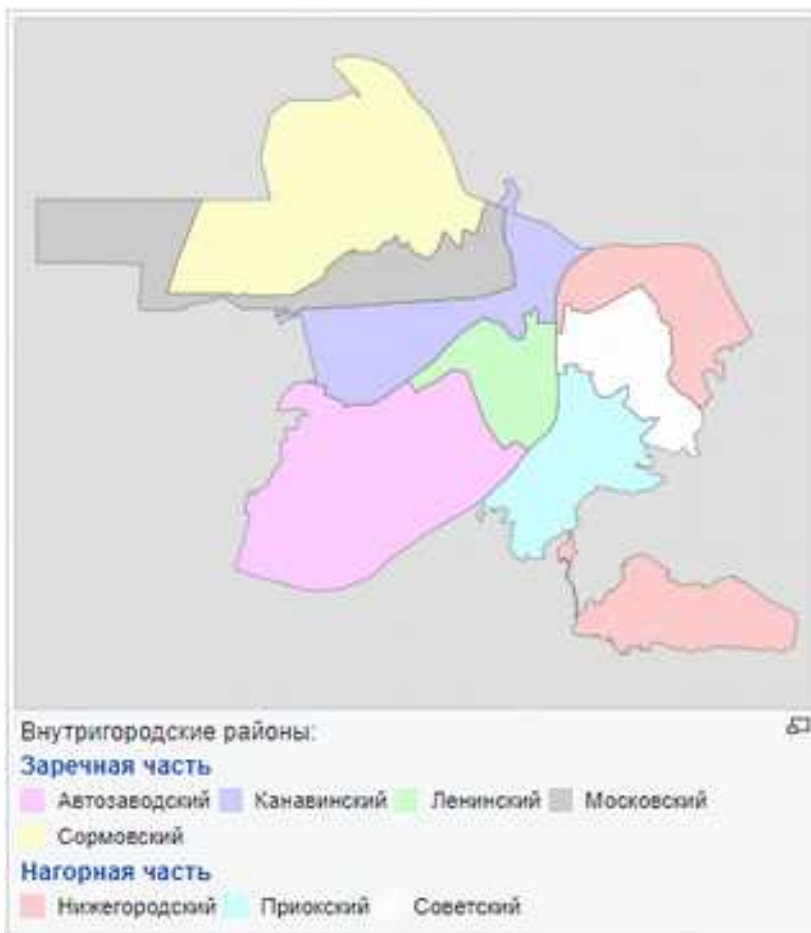 Внутригородские районы:
Заречная часть
Автозаводский Канавинский Ленинский Московский
Сормовский
Нагорная часть
Нижегородский Приокский Советский